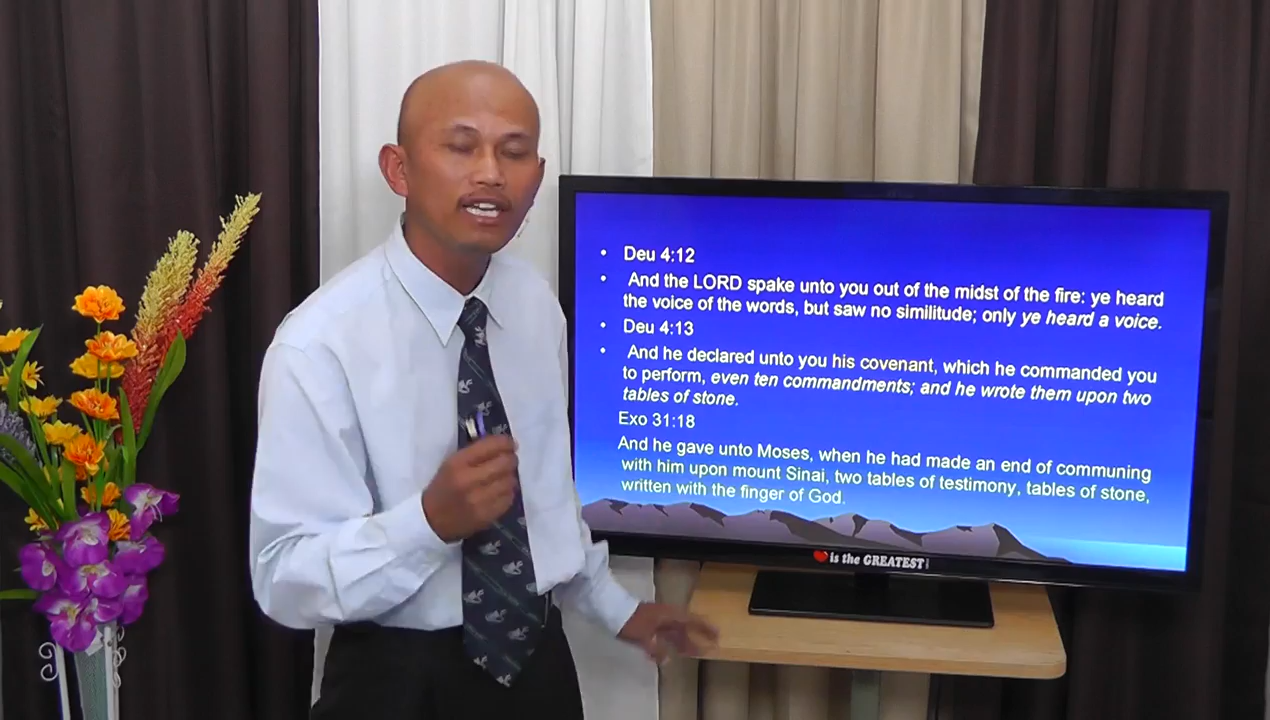 • Deu 4:12
• And the LORD spake unto you out of the midst of the fire: ye heard
the voice of the words, but saw no similitude; only ye heard a voice.
• Deu 4:13
• And he declared unto you his covenant, which he commanded you
to perform, even ten commandments; and he wrote them upon two
tables of stone.
Exo 31:18
And he gave unto Moses, when he had made an end of communing
with him upon mount Sinai, two tables of testimony, tables of stone,
written with the finger of God.
is the GREATEST!